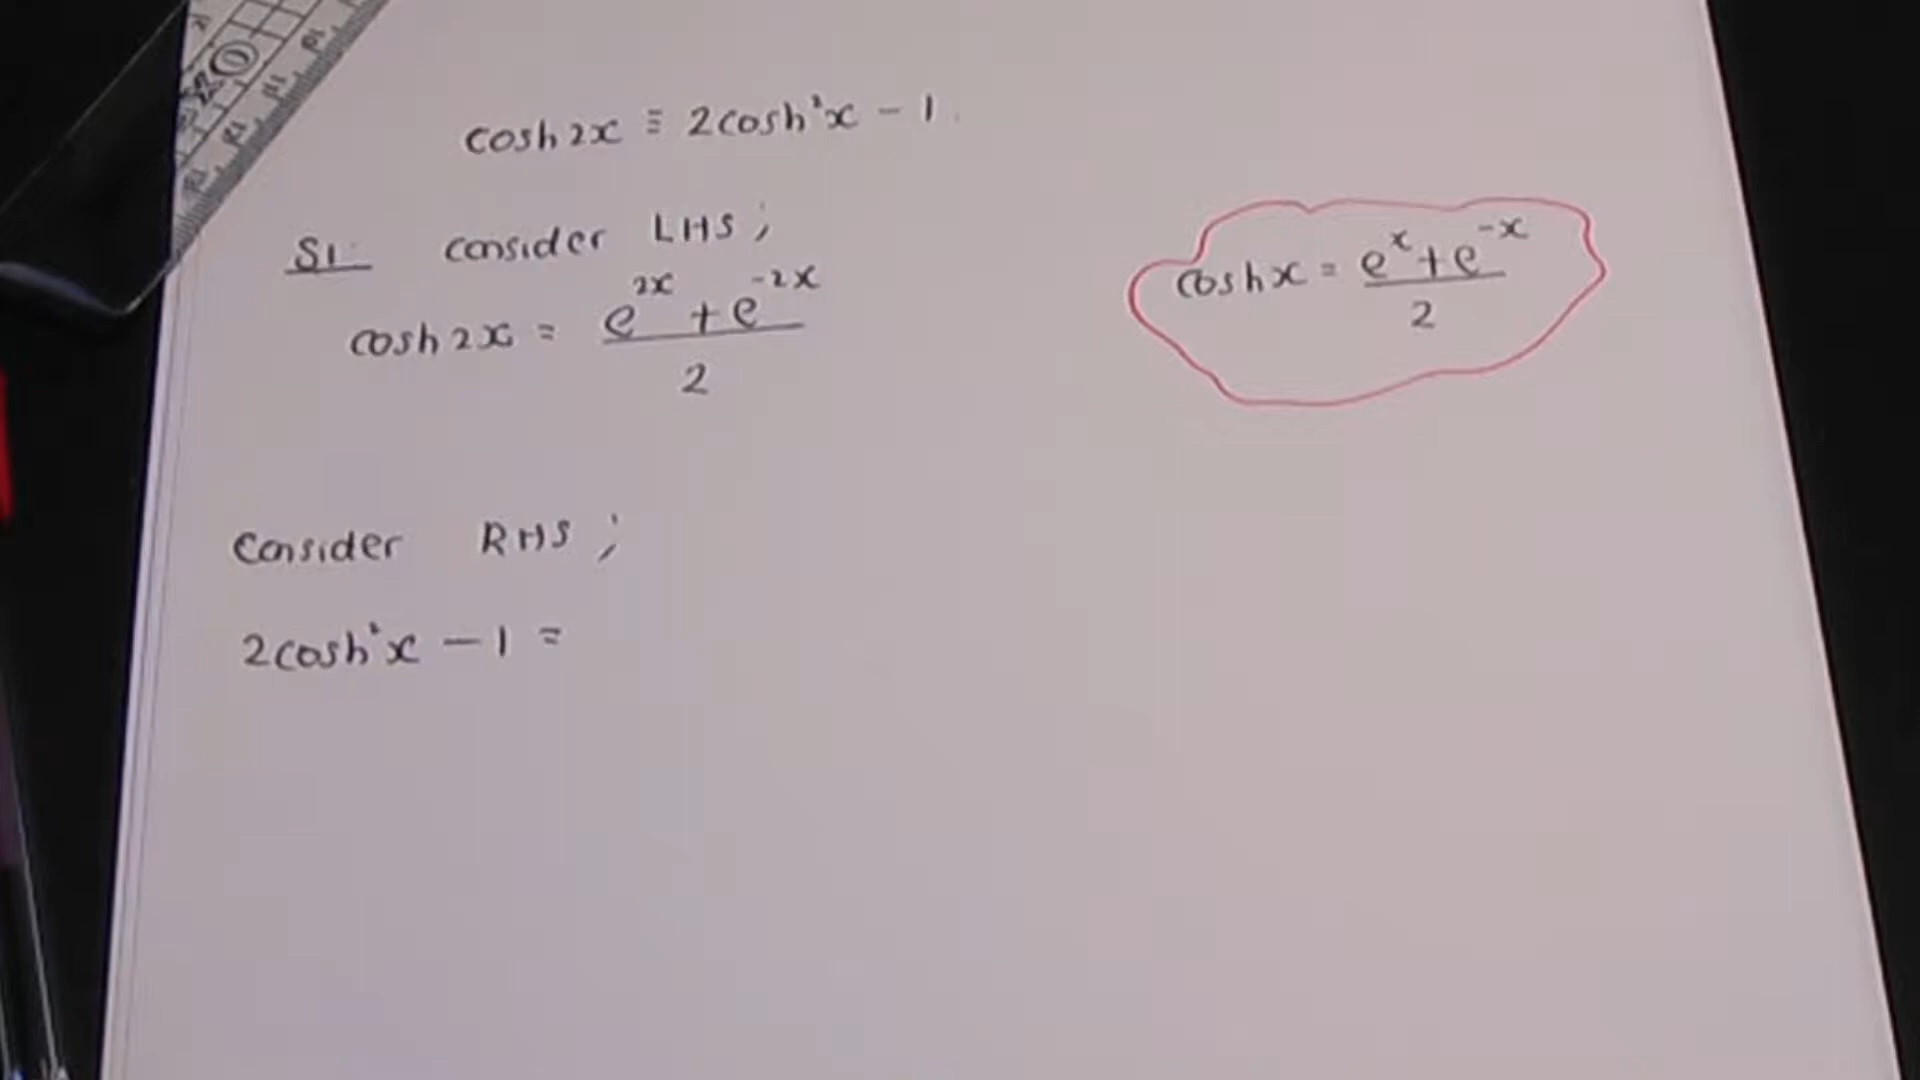 cosh 2x ≡ 2cosh²x - 1
S1: consider LHS;
cosh 2x = (e^{2x} + e^{-2x}) / 2
cosh x = (e^x + e^{-x}) / 2
consider RHS;
2cosh²x - 1 =